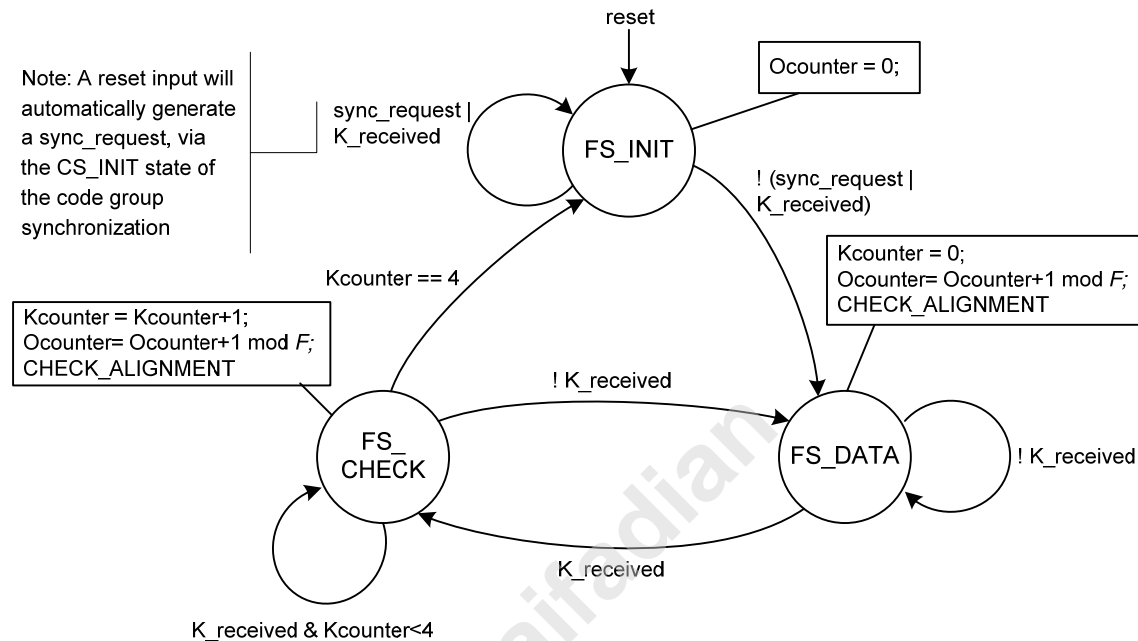 reset
Ocounter = 0;
Note: A reset input will
automatically generate
a sync_request, via
the CS_INIT state of
the code group
synchronization
sync_request |
K_received
FS_INIT
! (sync_request |
K_received)
Kcounter == 4
Kcounter = 0;
Ocounter= Ocounter+1 mod F;
CHECK_ALIGNMENT
Kcounter = Kcounter+1;
Ocounter= Ocounter+1 mod F;
CHECK_ALIGNMENT
! K_received
FS_
CHECK
FS_DATA
! K_received
K_received
K_received & Kcounter<4